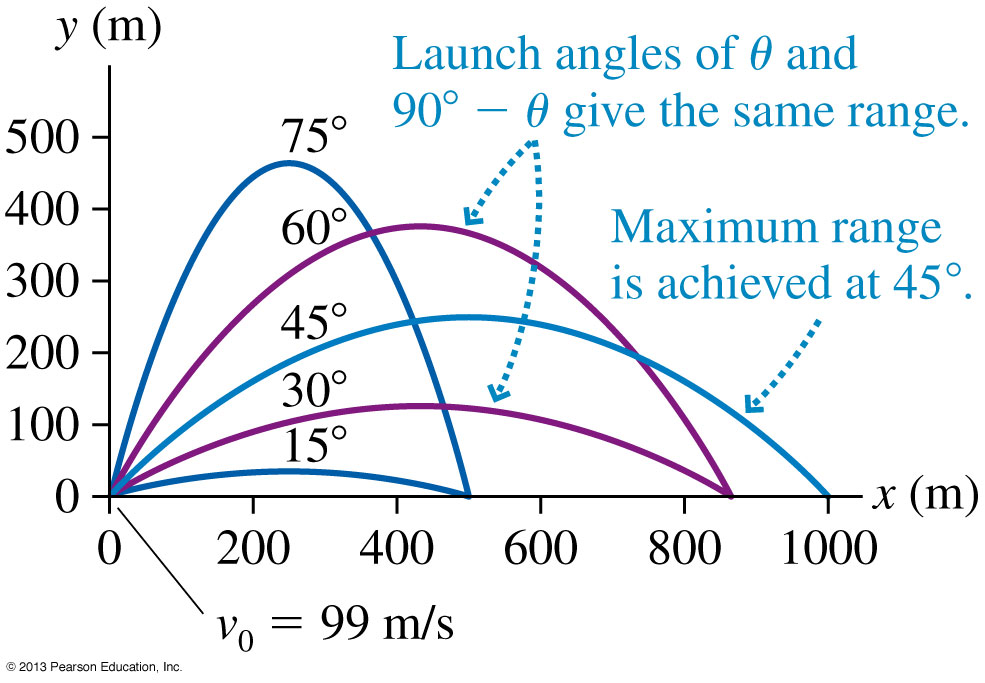 y (m)
Launch angles of θ and
90° − θ give the same range.
500
75°
400
60°
Maximum range
is achieved at 45°.
300
45°
200
30°
100
15°
0
x (m)
0 200 400 600 800 1000
v₀ = 99 m/s
© 2013 Pearson Education, Inc.